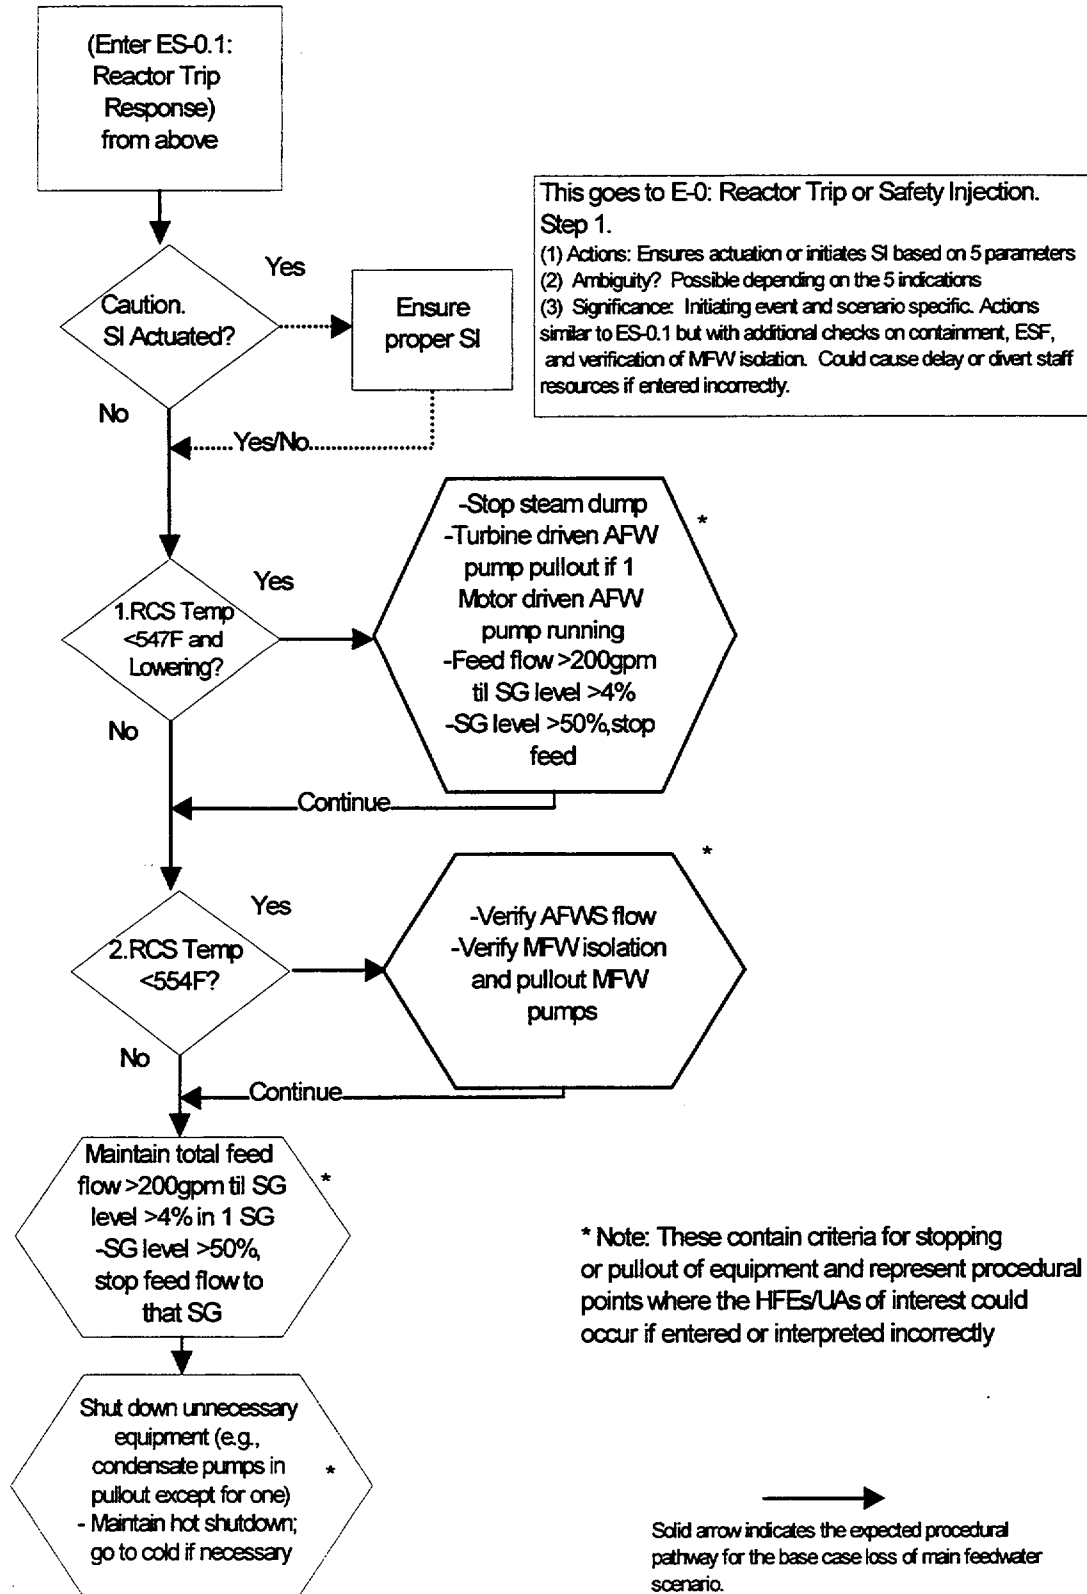 (Enter ES-0.1:
Reactor Trip
Response)
from above
This goes to E-0: Reactor Trip or Safety Injection.
Step 1.
(1) Actions: Ensures actuation or initiates SI based on 5 parameters
(2) Ambiguity? Possible depending on the 5 indications
(3) Significance: Initiating event and scenario specific. Actions
similar to ES-0.1 but with additional checks on containment, ESF,
and verification of MFW isolation. Could cause delay or divert staff
resources if entered incorrectly.
Caution.
SI Actuated?
Yes
Ensure
proper SI
No
Yes/No
1.RCS Temp
<547F and
Lowering?
Yes
-Stop steam dump
-Turbine driven AFW
pump pullout if 1
Motor driven AFW
pump running
-Feed flow >200gpm
til SG level >4%
-SG level >50%,stop
feed
*
No
Continue
2.RCS Temp
<554F?
Yes
-Verify AFWS flow
-Verify MFW isolation
and pullout MFW
pumps
*
No
Continue
Maintain total feed
flow >200gpm til SG
level >4% in 1 SG
-SG level >50%,
stop feed flow to
that SG
*
* Note: These contain criteria for stopping
or pullout of equipment and represent procedural
points where the HFEs/UAs of interest could
occur if entered or interpreted incorrectly
Shut down unnecessary
equipment (e.g.,
condensate pumps in
pullout except for one)
- Maintain hot shutdown;
go to cold if necessary
*
Solid arrow indicates the expected procedural
pathway for the base case loss of main feedwater
scenario.